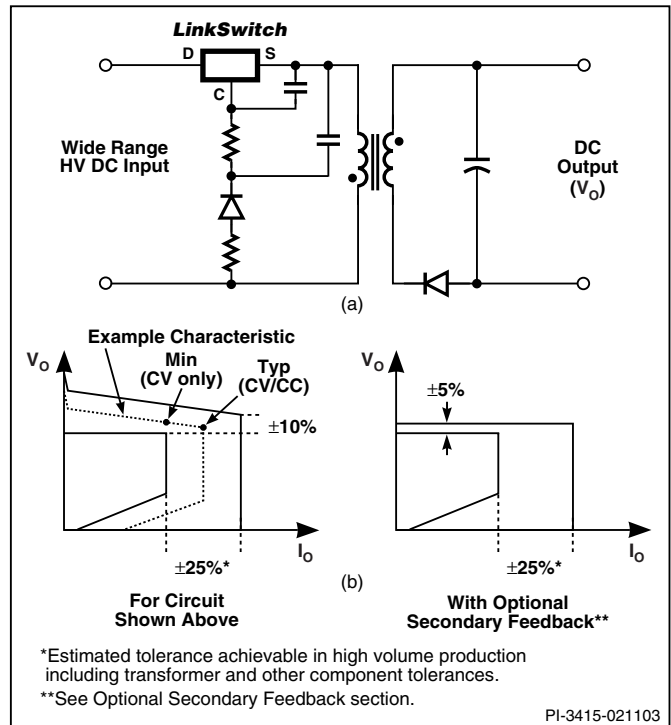 LinkSwitch
D
S
C
Wide Range
HV DC Input
DC
Output
(VO)
(a)
Example Characteristic
VO
Min
(CV only)
Typ
(CV/CC)
±10%
IO
±25%*
For Circuit
Shown Above
VO
±5%
IO
±25%*
(b)
With Optional
Secondary Feedback**
*Estimated tolerance achievable in high volume production
including transformer and other component tolerances.
**See Optional Secondary Feedback section.
PI-3415-021103